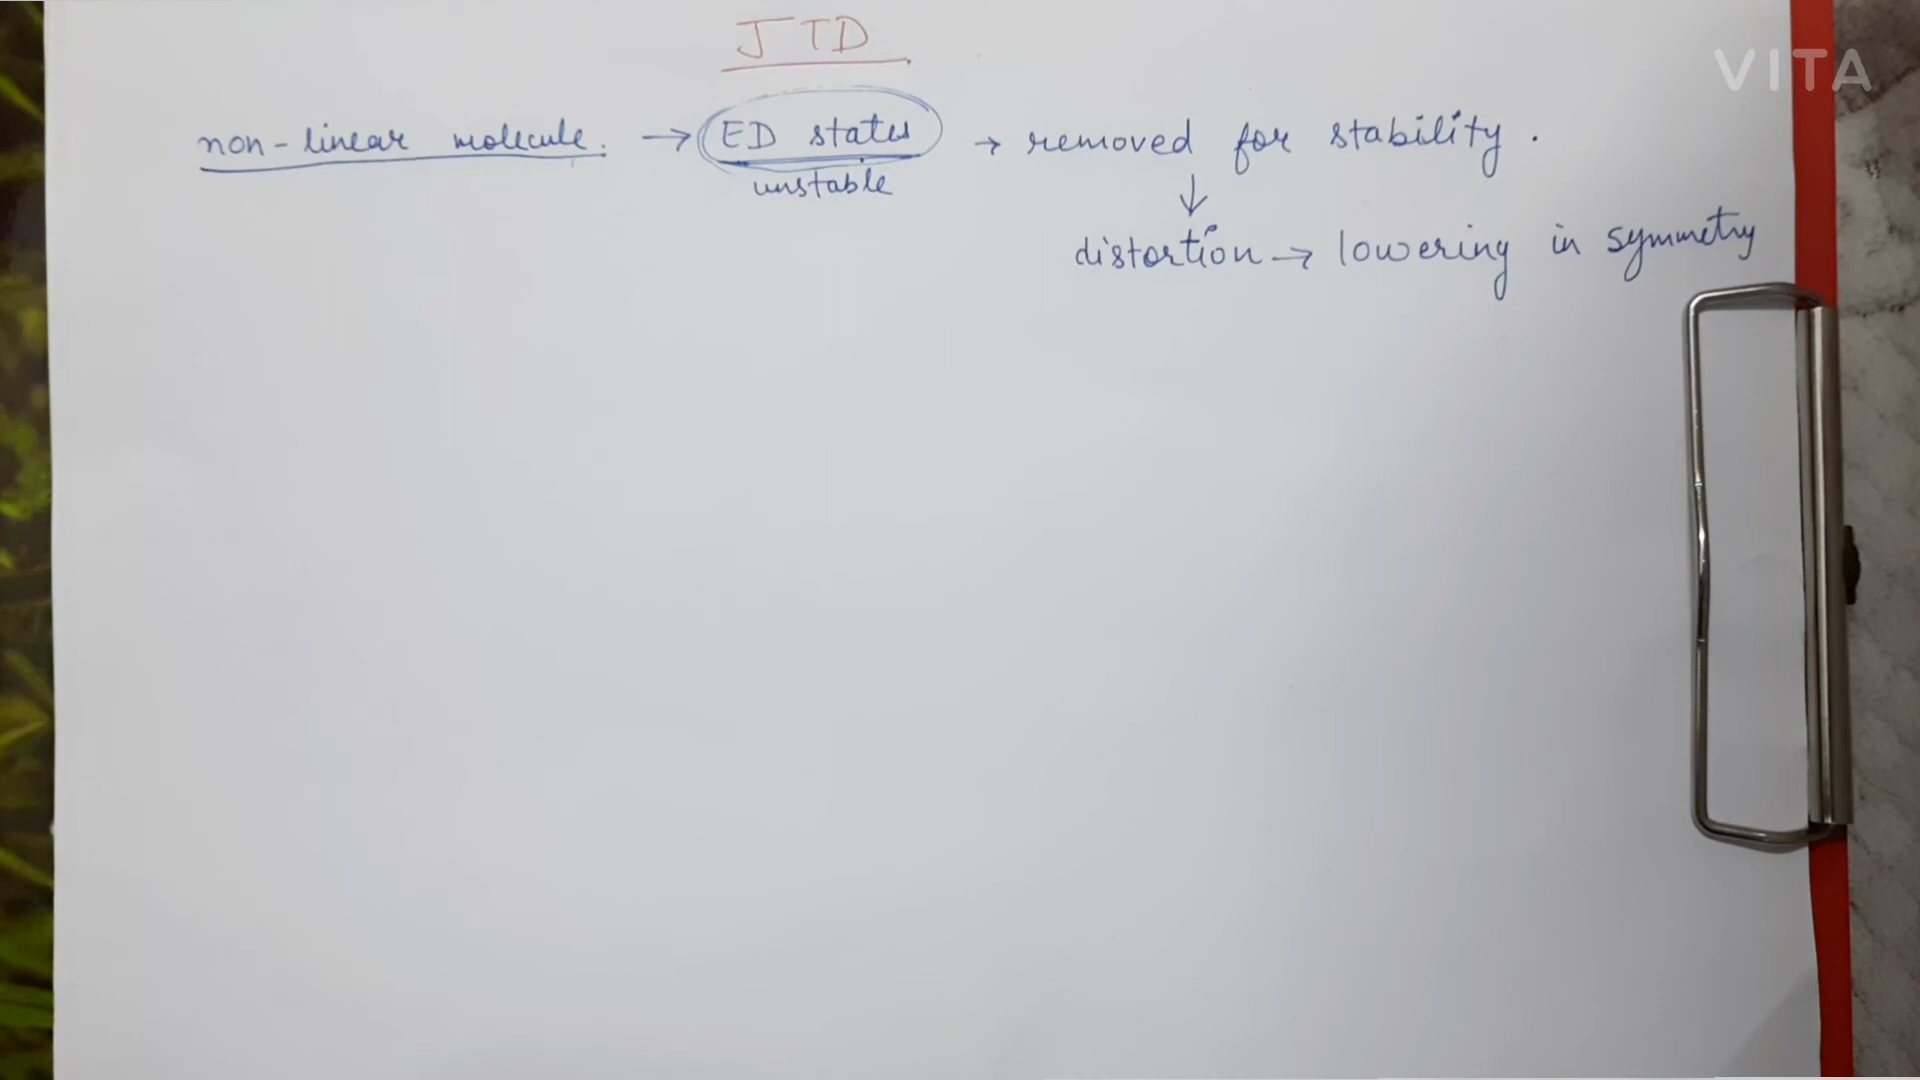 JTD
VITA
non-linear molecule. → ED states → removed for stability.
unstable
↓
distortion → lowering in symmetry